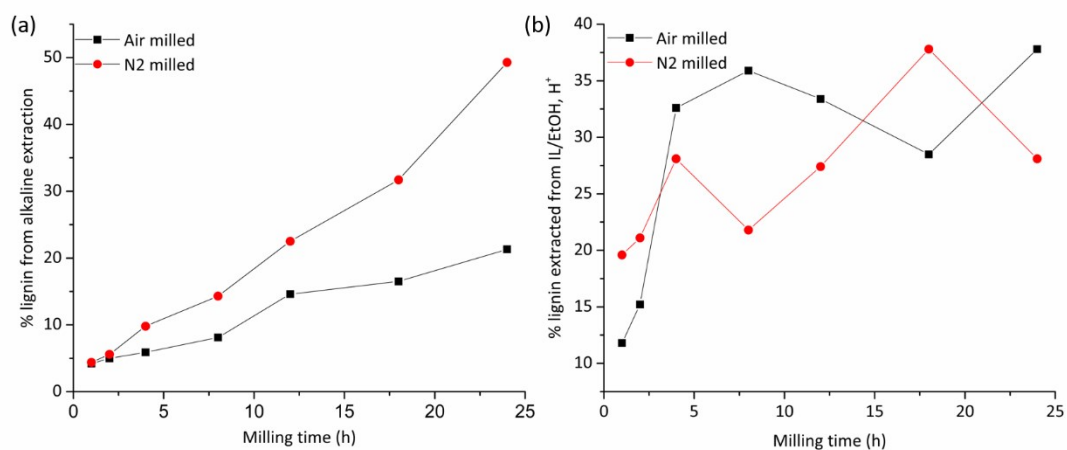 (a)
Air milled
N2 milled
% lignin from alkaline extraction
50
40
30
20
10
0
0 5 10 15 20 25
Milling time (h)
(b)
Air milled
N2 milled
% lignin extracted from IL/EtOH, H⁺
40
35
30
25
20
15
10
0 5 10 15 20 25
Milling time (h)